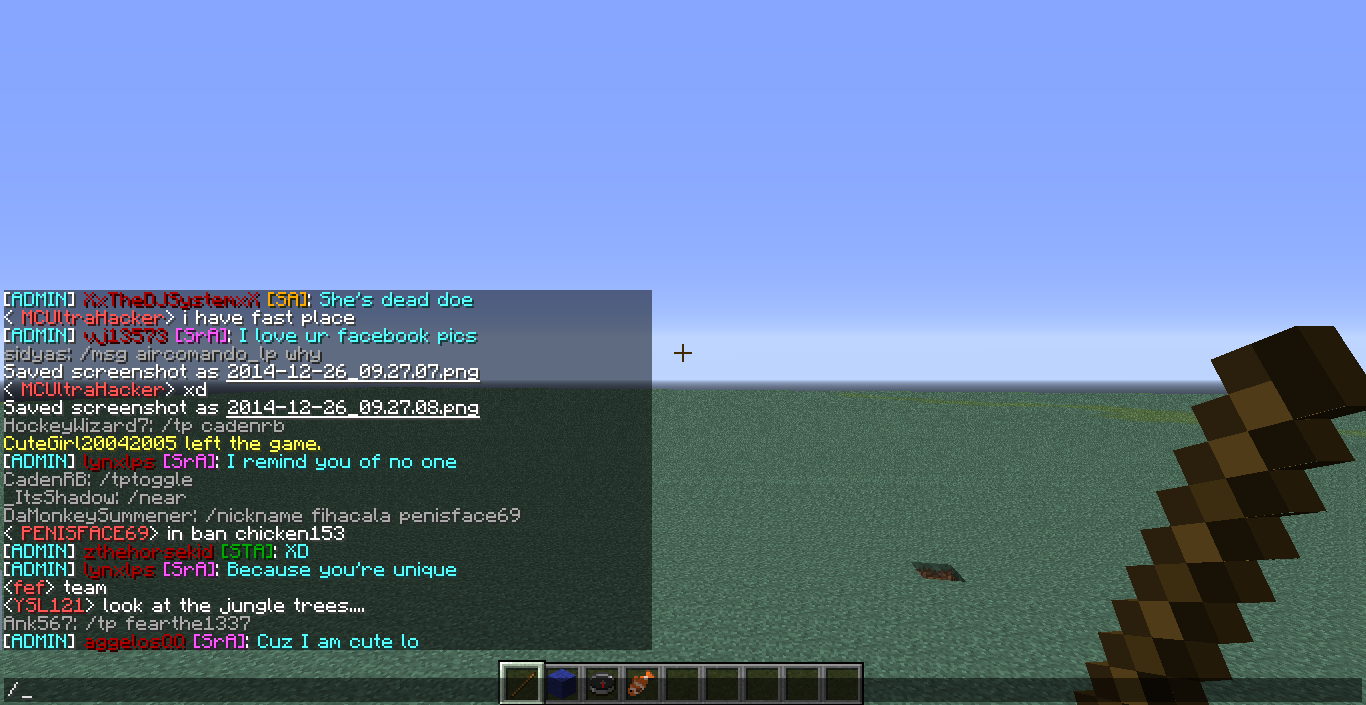 [ADMIN] XxTheDJSystemxX [SA]: She's dead doe
< MCUltraHacker> i have fast place
[ADMIN] vj13573 [SrA]: I love ur facebook pics
sidyas: /msg aircomando_lp why
Saved screenshot as 2014-12-26_09.27.07.png
< MCUltraHacker> xd
Saved screenshot as 2014-12-26_09.27.08.png
HockeyWizard7: /tp cadenrb
CuteGirl20042005 left the game.
[ADMIN] lynxlps [SrA]: I remind you of no one
CadenRB: /tptoggle
_ItsShadow: /near
DaMonkeySummener: /nickname fihacala penisface69
< PENISFACE69> in ban chicken153
[ADMIN] zthehorsekid [STA]: XD
[ADMIN] lynxlps [SrA]: Because you're unique
<fef> team
<YSL121> look at the jungle trees....
Ank567: /tp fearthe1337
[ADMIN] aggelosQQ [SrA]: Cuz I am cute lo
/_